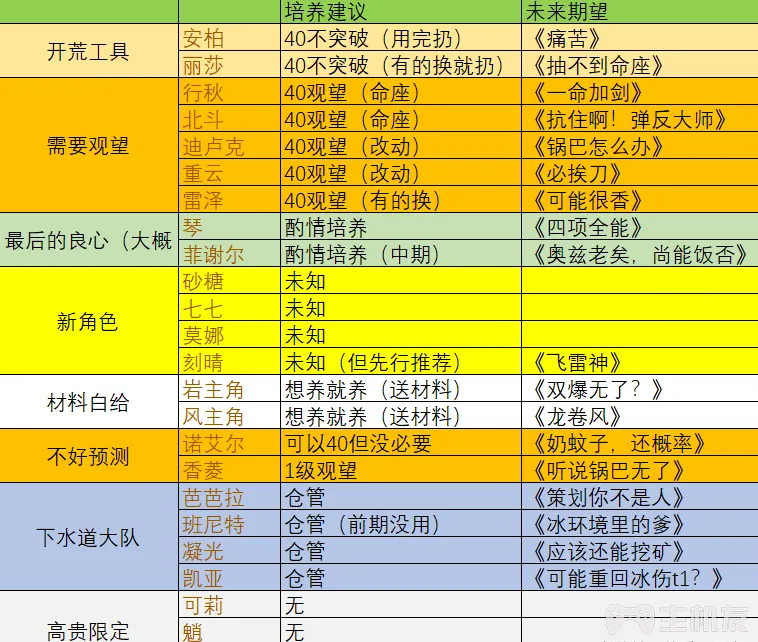 培养建议 未来期望
开荒工具 安柏 40不突破（用完扔） 《痛苦》
丽莎 40不突破（有的换就扔） 《抽不到命座》
需要观望 行秋 40观望（命座） 《一命加剑》
北斗 40观望（命座） 《抗住啊！弹反大师》
迪卢克 40观望（改动） 《锅巴怎么办》
重云 40观望（改动） 《必挨刀》
雷泽 40观望（有的换） 《可能很香》
最后的良心（大概 琴 酌情培养 《四项全能》
菲谢尔 酌情培养（中期） 《奥兹老矣，尚能饭否》
新角色 砂糖 未知
七七 未知
莫娜 未知
刻晴 未知（但先行推荐） 《飞雷神》
材料白给 岩主角 想养就养（送材料） 《双爆无了？》
风主角 想养就养（送材料） 《龙卷风》
不好预测 诺艾尔 可以40但没必要 《奶蚊子，还概率》
香菱 1级观望 《听说锅巴无了》
下水道大队 芭芭拉 仓管 《策划你不是人》
班尼特 仓管（前期没用） 《冰环境里的爹》
凝光 仓管 《应该还能挖矿》
凯亚 仓管 《可能重回冰伤t1？》
高贵限定 可莉 无
魈 无
主机友